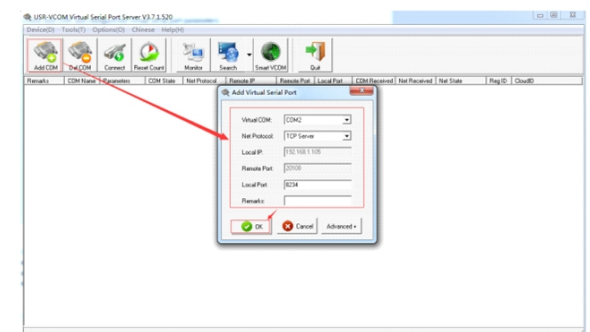 USR-VCOM Virtual Serial Port Server V3.7.1.520
Device(D) Tools(T) Options(O) Chinese Help(H)
Add COM Del COM Connect Reset Count Monitor Search Smart VCOM Quit
Remarks COM Name Parameters COM State Net Protocol Remote IP Remote Port Local Port COM Received Net Received Net State Reg ID CloudID
Add Virtual Serial Port
Virtual COM: COM2
Net Protocol: TCP Server
Local IP: 192.168.1.105
Remote Port: 20108
Local Port: 8234
Remarks:
OK Cancel Advanced+